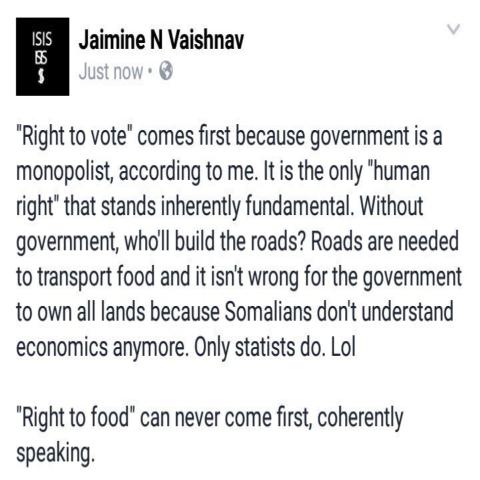 ISIS
IS
$
Jaimine N Vaishnav
Just now •
"Right to vote" comes first because government is a
monopolist, according to me. It is the only "human
right" that stands inherently fundamental. Without
government, who'll build the roads? Roads are needed
to transport food and it isn't wrong for the government
to own all lands because Somalians don't understand
economics anymore. Only statists do. Lol
"Right to food" can never come first, coherently
speaking.